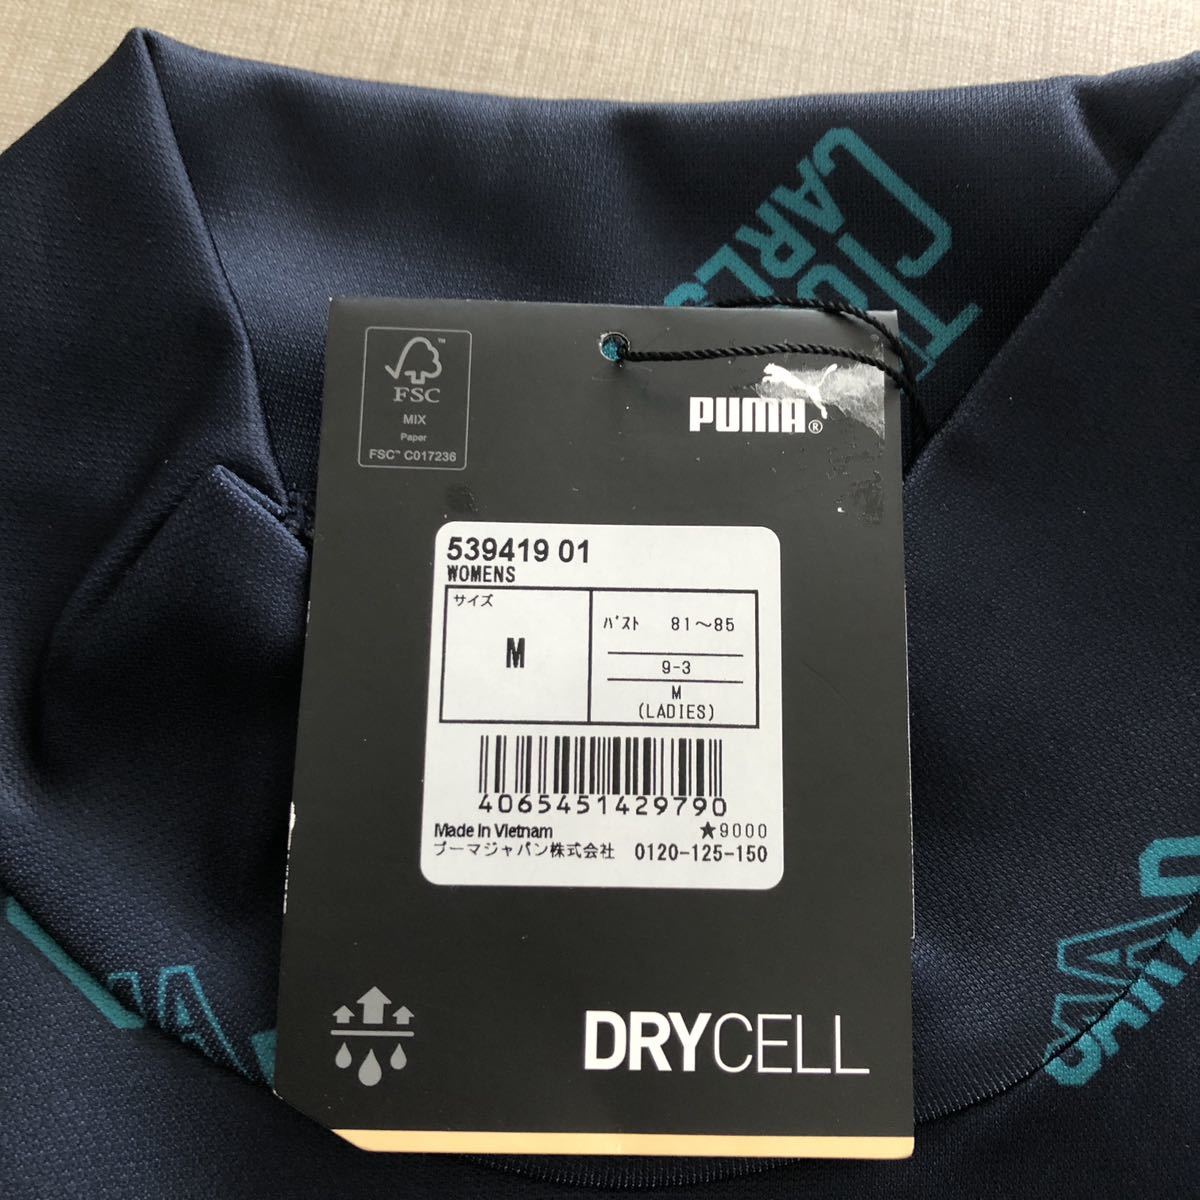 CARLS
FSC™
MIX
Paper
FSC™ C017236
PUMA®
539419 01
WOMENS
サイズ
M
ﾊﾞｽﾄ 81～85
9-3
M
(LADIES)
4065451429790
Made in Vietnam ★9000
プーマジャパン株式会社 0120-125-150
DRYCELL